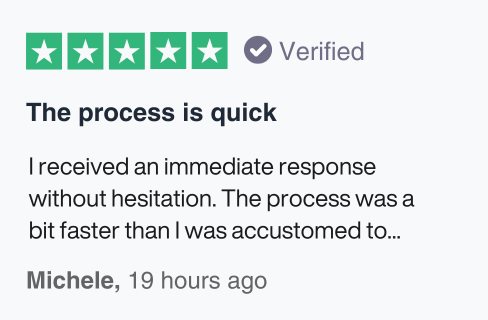 Verified
The process is quick
I received an immediate response
without hesitation. The process was a
bit faster than I was accustomed to...
Michele, 19 hours ago